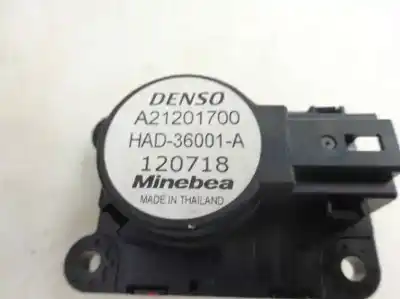 DENSO
A21201700
HAD-36001-A
120718
Minebea
MADE IN THAILAND